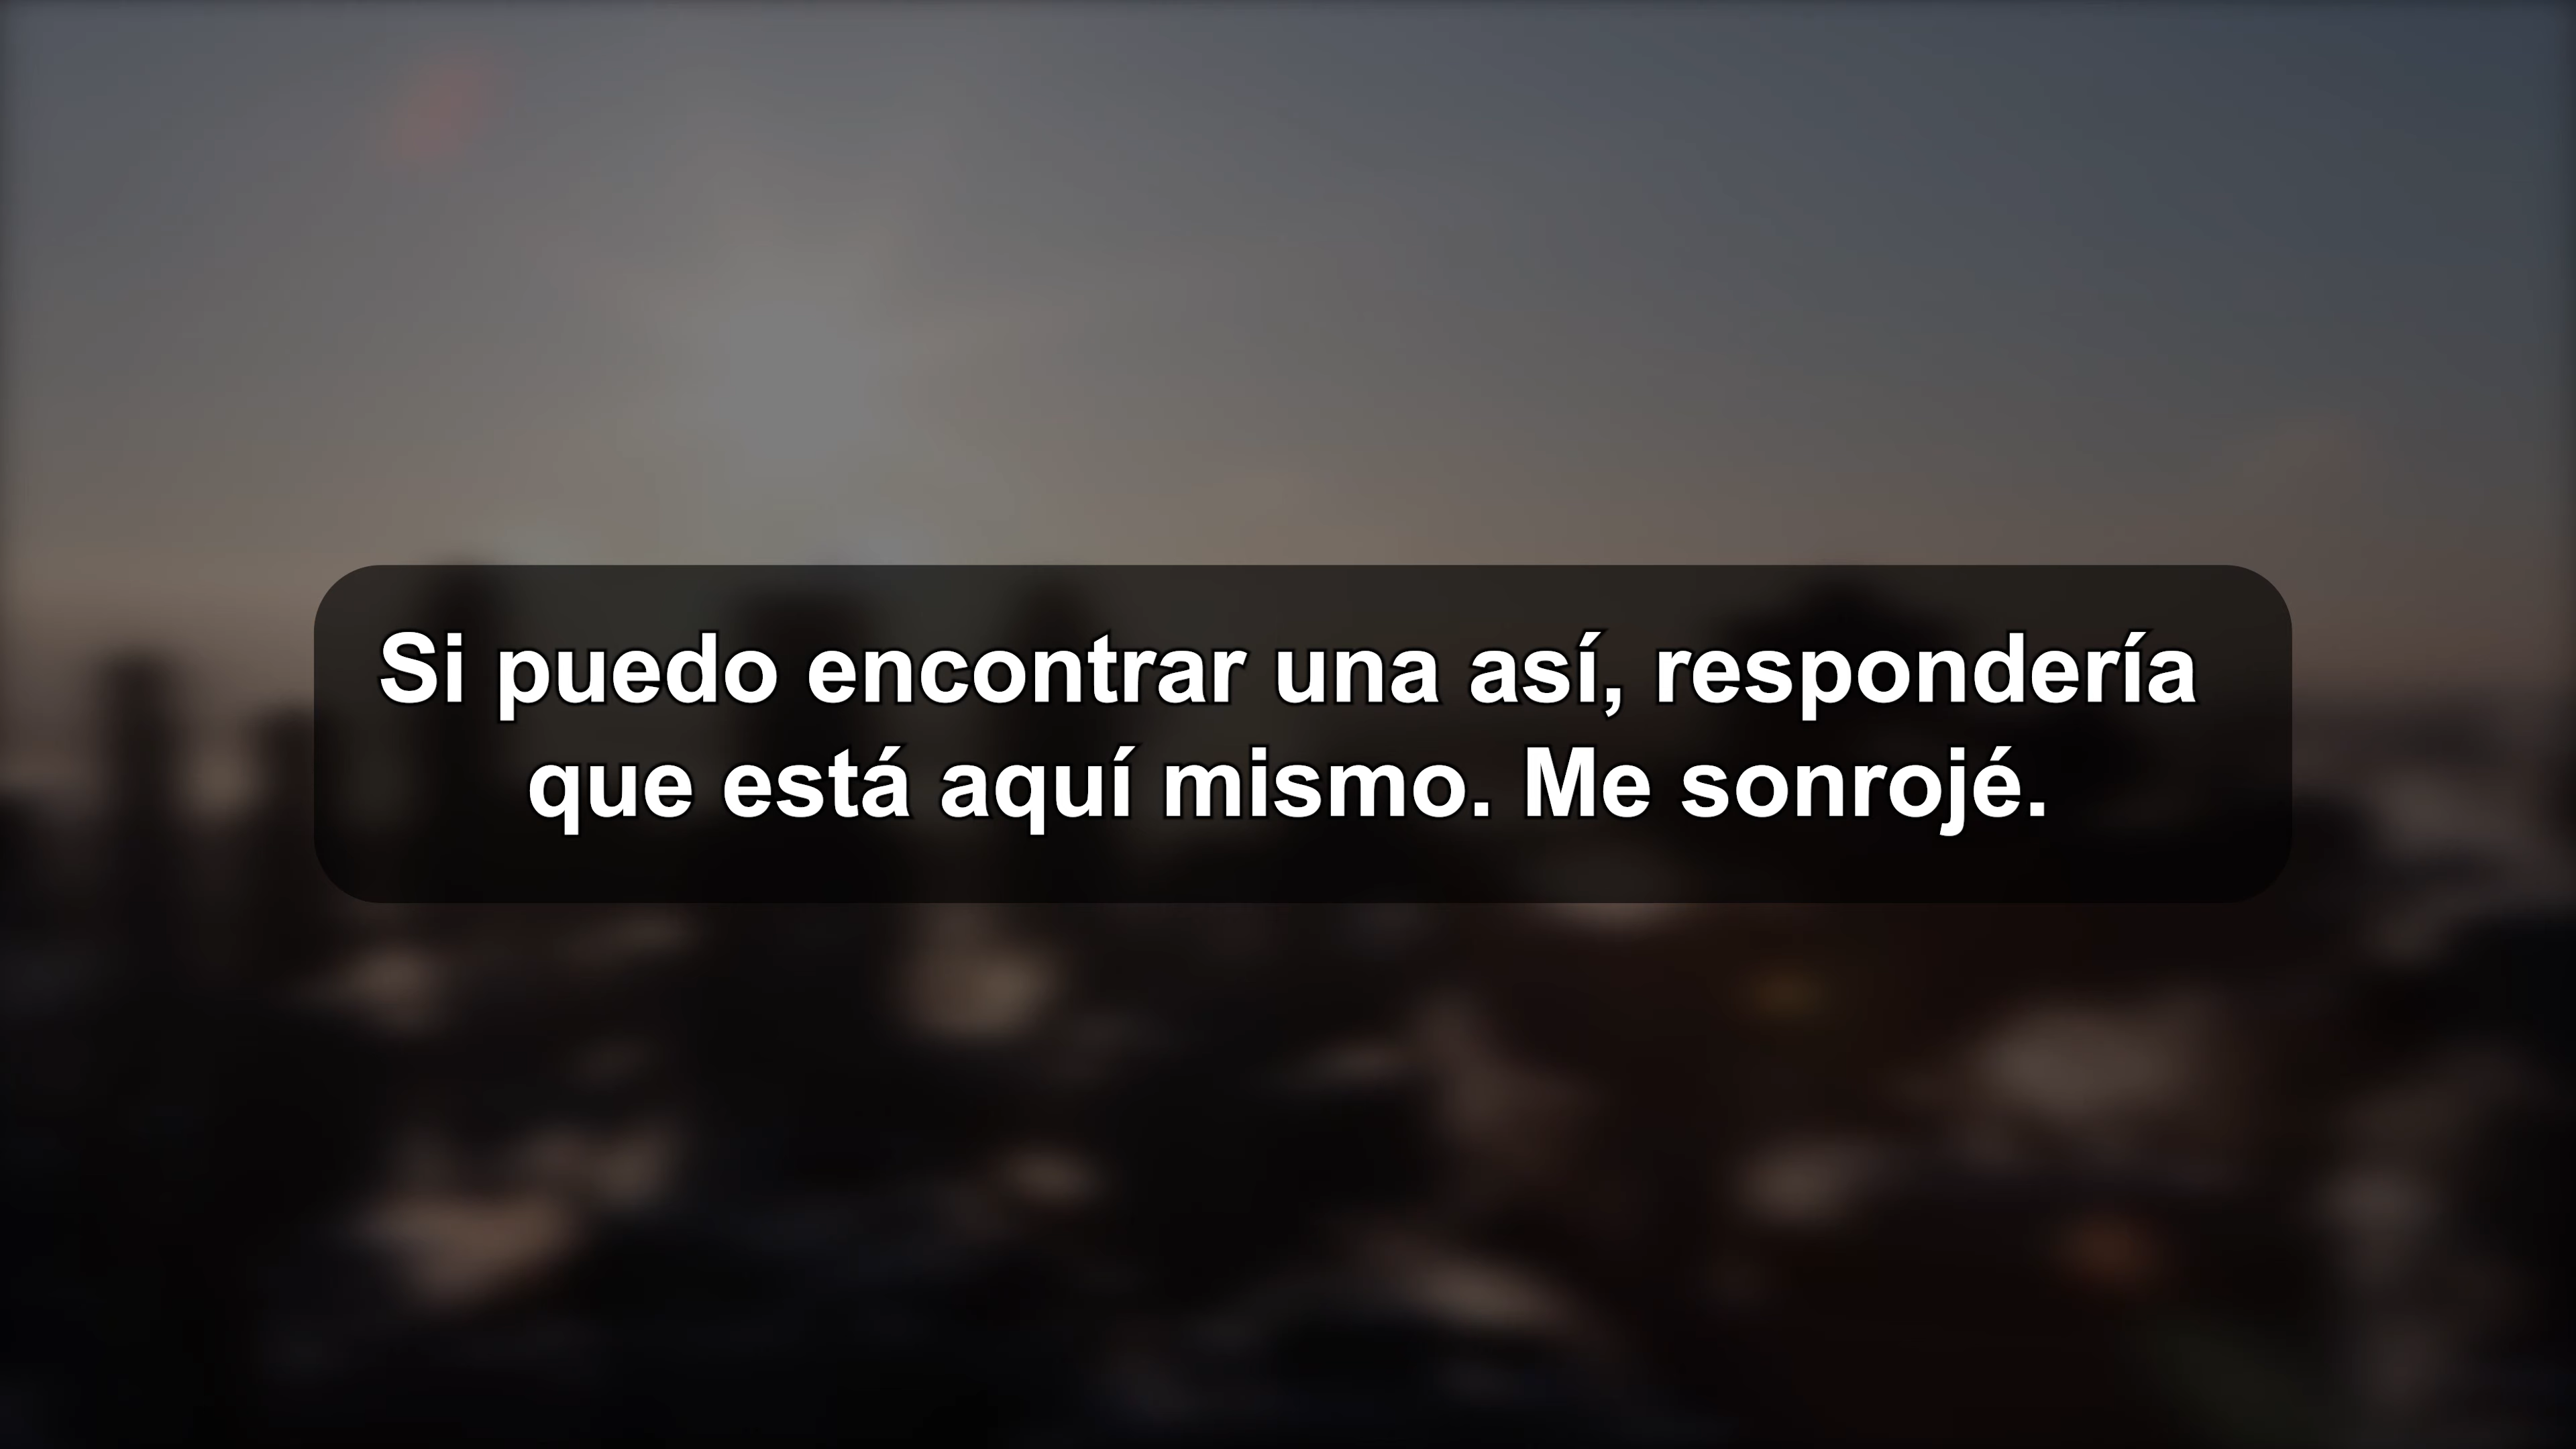 Si puedo encontrar una así, respondería
que está aquí mismo. Me sonrojé.